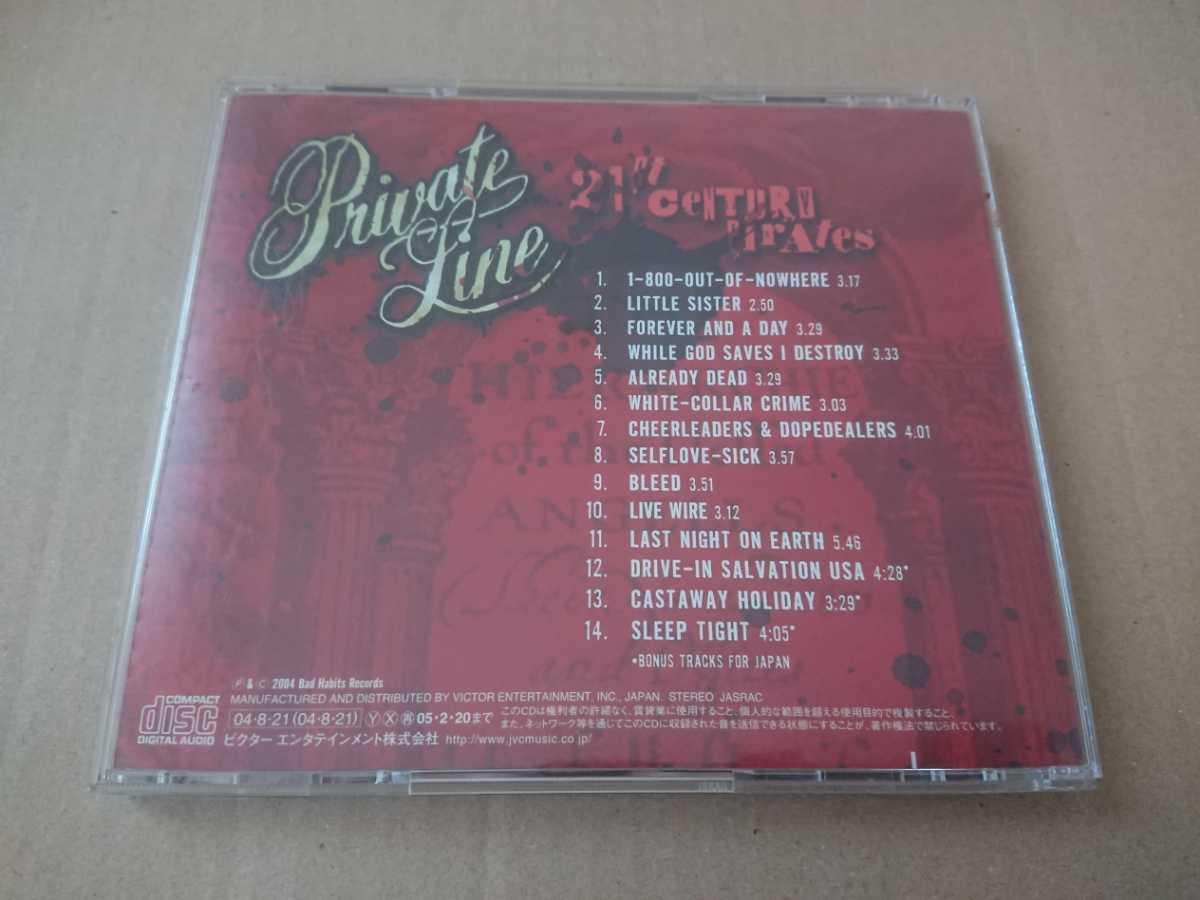 Private
Line
21st
CENTURY
PIRATES
1. 1-800-OUT-OF-NOWHERE 3.17
2. LITTLE SISTER 2.50
3. FOREVER AND A DAY 3.29
4. WHILE GOD SAVES I DESTROY 3.33
5. ALREADY DEAD 3.29
6. WHITE-COLLAR CRIME 3.03
7. CHEERLEADERS & DOPEDEALERS 4.01
8. SELFLOVE-SICK 3.57
9. BLEED 3.51
10. LIVE WIRE 3.12
11. LAST NIGHT ON EARTH 5.46
12. DRIVE-IN SALVATION USA 4:28*
13. CASTAWAY HOLIDAY 3:29*
14. SLEEP TIGHT 4:05*
*BONUS TRACKS FOR JAPAN
℗ & © 2004 Bad Habits Records
MANUFACTURED AND DISTRIBUTED BY VICTOR ENTERTAINMENT, INC., JAPAN. STEREO JASRAC
COMPACT
disc
DIGITAL AUDIO
04・8・21 (04・8・21) Ⓨ Ⓧ 再 05・2・20まで
このCDは権利者の許諾なく、賃貸業に使用すること、個人的な範囲を超える使用目的で複製すること、
また、ネットワーク等を通じてこのCDに収録された音を送信できる状態にすることが、著作権法で禁じられています。
ビクター エンタテインメント株式会社 http://www.jvcmusic.co.jp/
of the
ANGELS